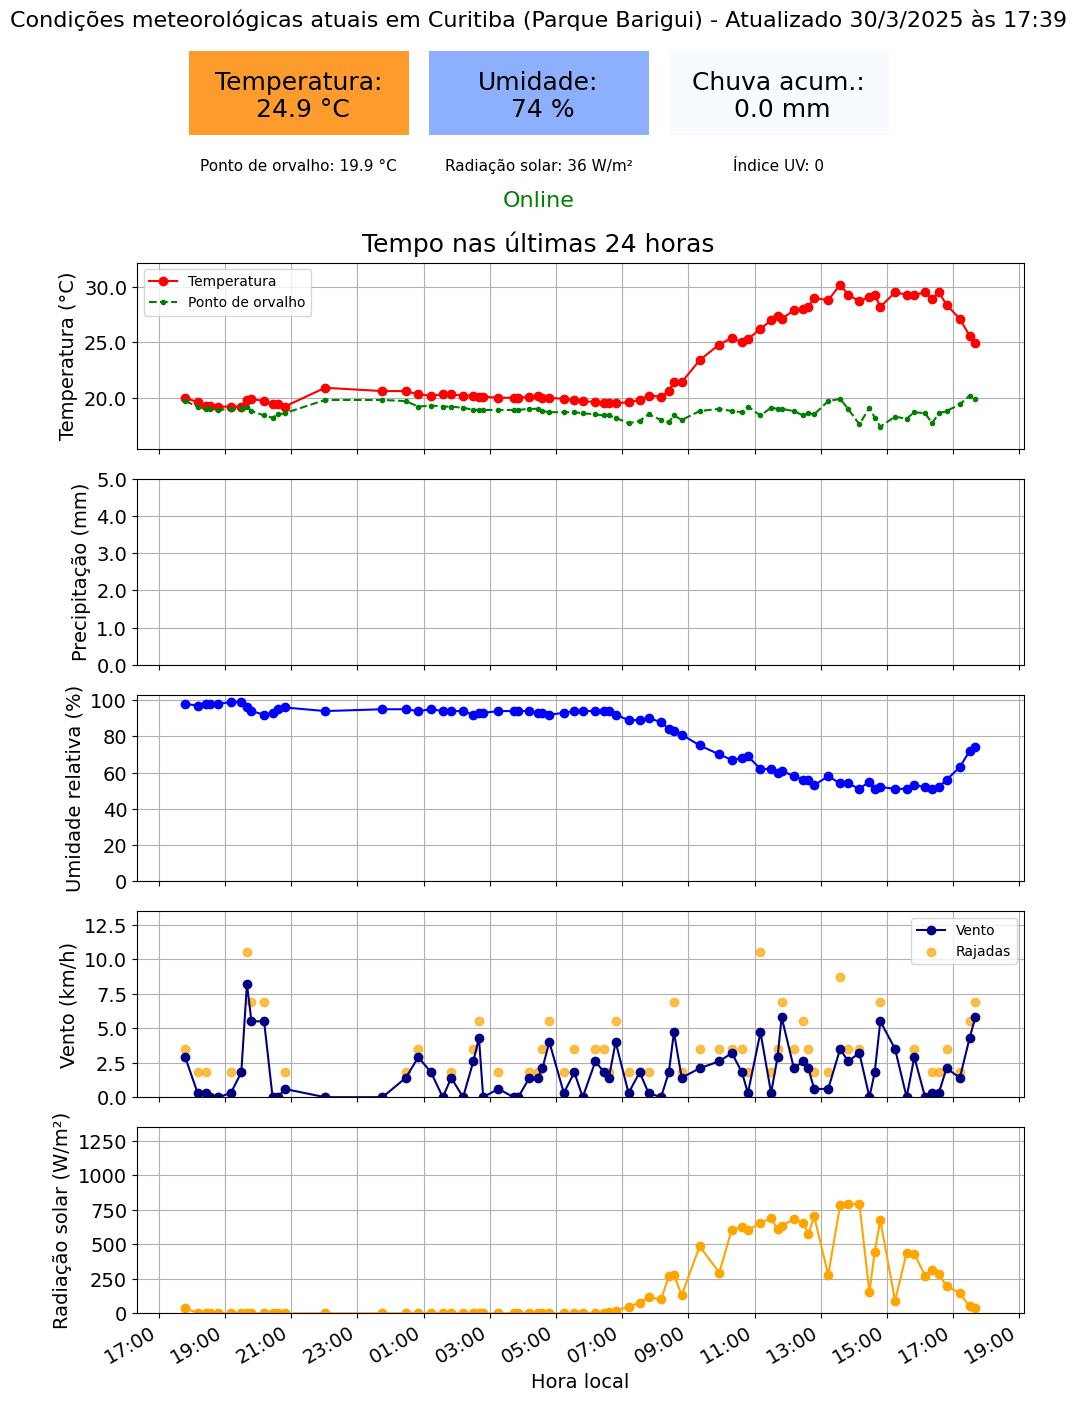 Condições meteorológicas atuais em Curitiba (Parque Barigui) - Atualizado 30/3/2025 às 17:39
Temperatura:
24.9 °C
Umidade:
74 %
Chuva acum.:
0.0 mm
Ponto de orvalho: 19.9 °C
Radiação solar: 36 W/m²
Índice UV: 0
Online
Tempo nas últimas 24 horas
Temperatura (°C)
30.0
25.0
20.0
Temperatura
Ponto de orvalho
Precipitação (mm)
5.0
4.0
3.0
2.0
1.0
0.0
Umidade relativa (%)
100
80
60
40
20
0
Vento (km/h)
12.5
10.0
7.5
5.0
2.5
0.0
Vento
Rajadas
Radiação solar (W/m²)
1250
1000
750
500
250
0
17:00
19:00
21:00
23:00
01:00
03:00
05:00
07:00
09:00
11:00
13:00
15:00
17:00
19:00
Hora local